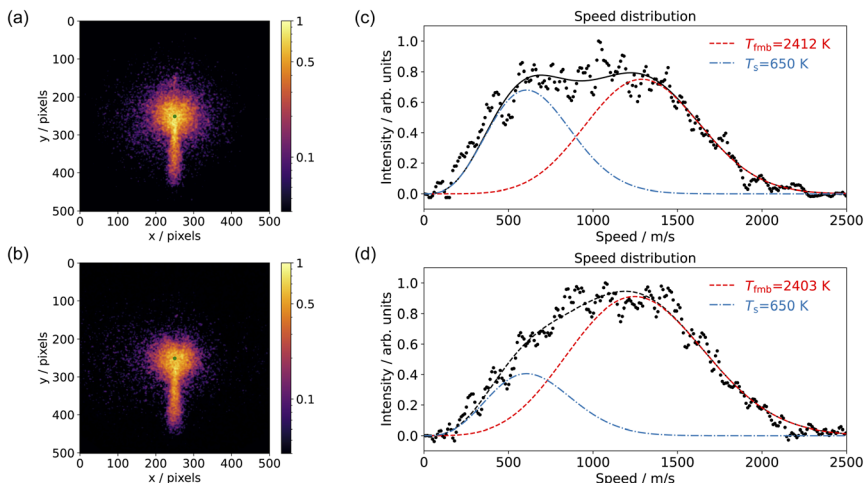 (a)
0
100
200
300
400
500
y / pixels
0 100 200 300 400 500
x / pixels
1
0.5
0.1
(c)
Speed distribution
1.0
0.8
0.6
0.4
0.2
0.0
Intensity / arb. units
T_fmb=2412 K
T_s=650 K
0 500 1000 1500 2000 2500
Speed / m/s
(b)
0
100
200
300
400
500
y / pixels
0 100 200 300 400 500
x / pixels
1
0.5
0.1
(d)
Speed distribution
1.0
0.8
0.6
0.4
0.2
0.0
Intensity / arb. units
T_fmb=2403 K
T_s=650 K
0 500 1000 1500 2000 2500
Speed / m/s